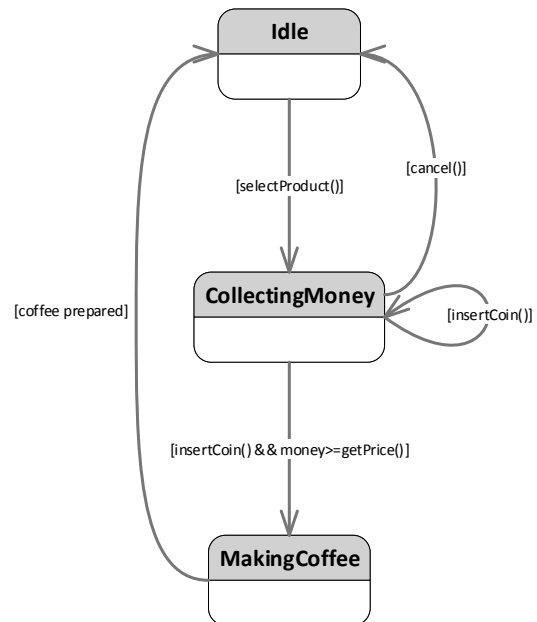 Idle
[selectProduct()]
[cancel()]
CollectingMoney
[coffee prepared]
[insertCoin()]
[insertCoin() && money>=getPrice()]
MakingCoffee